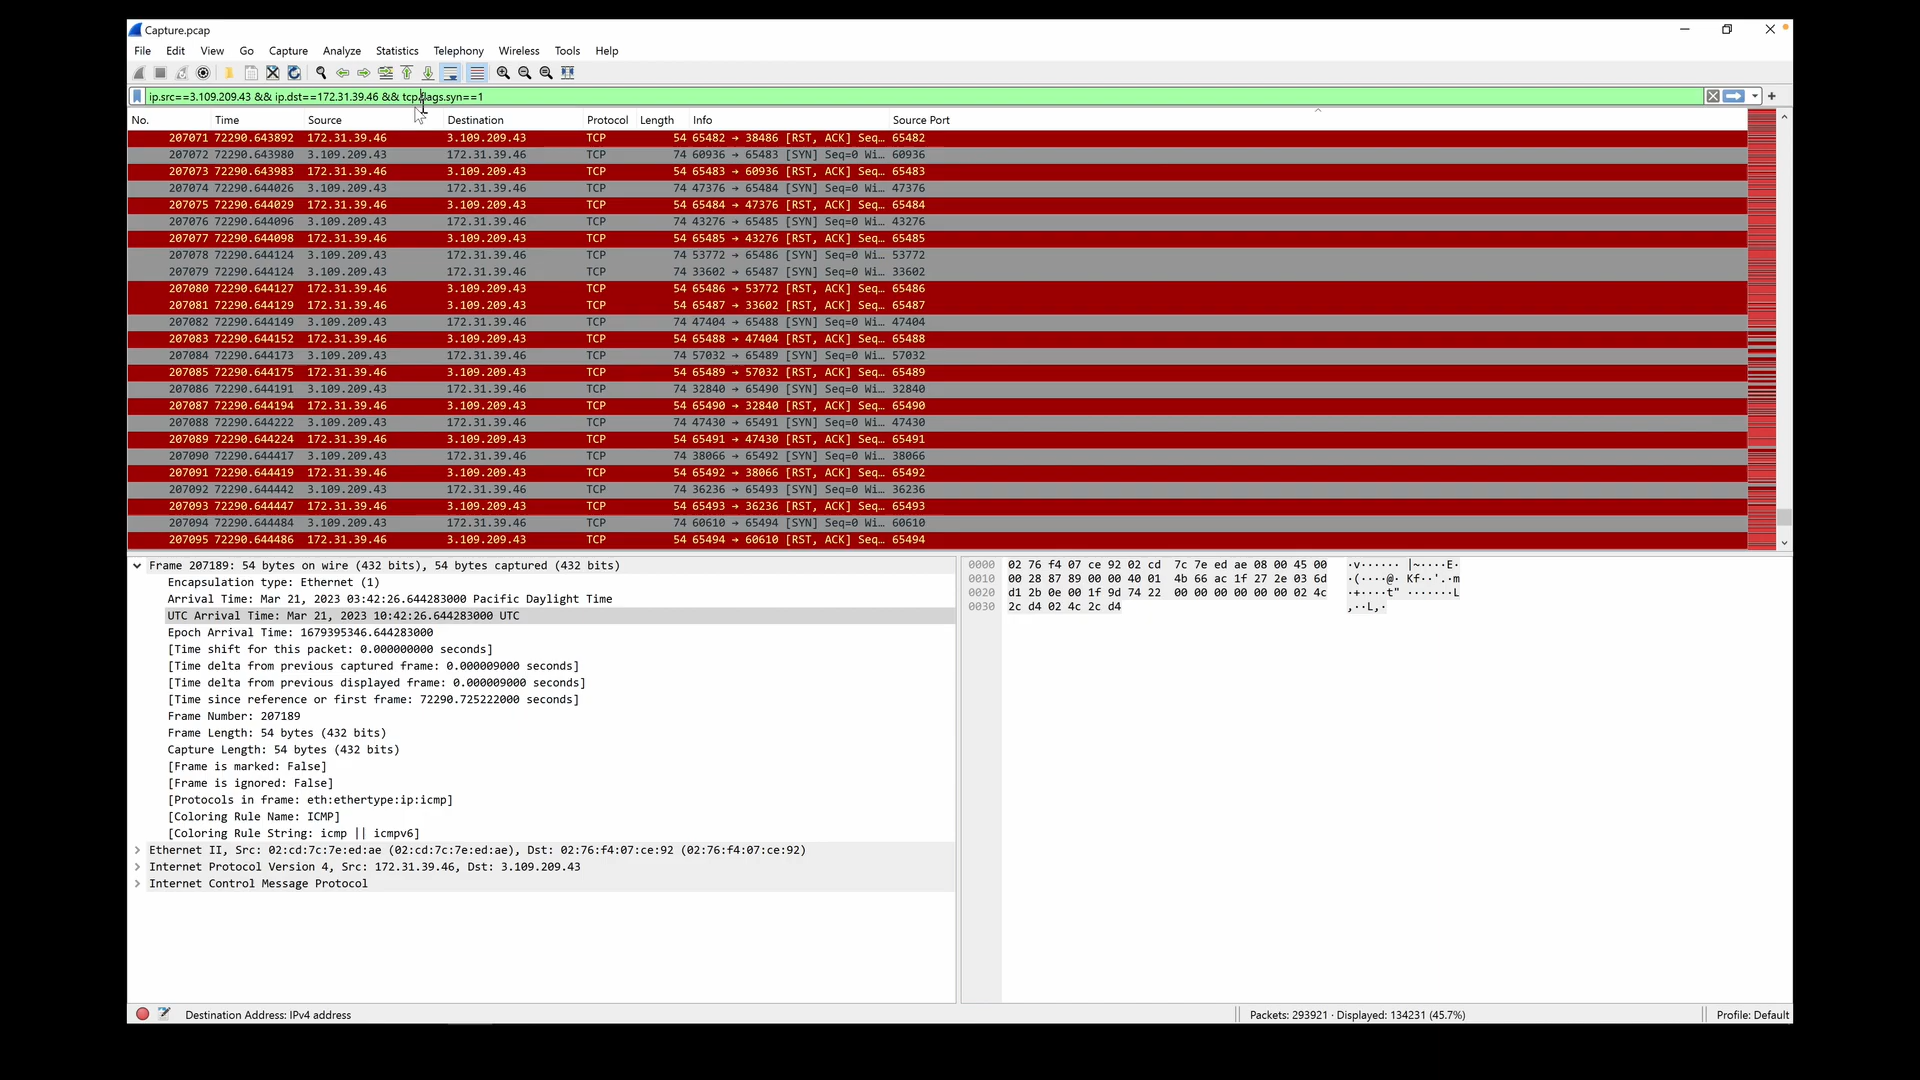 Capture.pcap
File Edit View Go Capture Analyze Statistics Telephony Wireless Tools Help
ip.src==3.109.209.43 && ip.dst==172.31.39.46 && tcp.flags.syn==1
No. Time Source Destination Protocol Length Info Source Port
207071 72290.643892 172.31.39.46 3.109.209.43 TCP 54 65482 → 38486 [RST, ACK] Seq… 65482
207072 72290.643980 3.109.209.43 172.31.39.46 TCP 74 60936 → 65483 [SYN] Seq=0 Wi… 60936
207073 72290.643983 172.31.39.46 3.109.209.43 TCP 54 65483 → 60936 [RST, ACK] Seq… 65483
207074 72290.644026 3.109.209.43 172.31.39.46 TCP 74 47376 → 65484 [SYN] Seq=0 Wi… 47376
207075 72290.644029 172.31.39.46 3.109.209.43 TCP 54 65484 → 47376 [RST, ACK] Seq… 65484
207076 72290.644096 3.109.209.43 172.31.39.46 TCP 74 43276 → 65485 [SYN] Seq=0 Wi… 43276
207077 72290.644098 172.31.39.46 3.109.209.43 TCP 54 65485 → 43276 [RST, ACK] Seq… 65485
207078 72290.644124 3.109.209.43 172.31.39.46 TCP 74 53772 → 65486 [SYN] Seq=0 Wi… 53772
207079 72290.644124 3.109.209.43 172.31.39.46 TCP 74 33602 → 65487 [SYN] Seq=0 Wi… 33602
207080 72290.644127 172.31.39.46 3.109.209.43 TCP 54 65486 → 53772 [RST, ACK] Seq… 65486
207081 72290.644129 172.31.39.46 3.109.209.43 TCP 54 65487 → 33602 [RST, ACK] Seq… 65487
207082 72290.644149 3.109.209.43 172.31.39.46 TCP 74 47404 → 65488 [SYN] Seq=0 Wi… 47404
207083 72290.644152 172.31.39.46 3.109.209.43 TCP 54 65488 → 47404 [RST, ACK] Seq… 65488
207084 72290.644173 3.109.209.43 172.31.39.46 TCP 74 57032 → 65489 [SYN] Seq=0 Wi… 57032
207085 72290.644175 172.31.39.46 3.109.209.43 TCP 54 65489 → 57032 [RST, ACK] Seq… 65489
207086 72290.644191 3.109.209.43 172.31.39.46 TCP 74 32840 → 65490 [SYN] Seq=0 Wi… 32840
207087 72290.644194 172.31.39.46 3.109.209.43 TCP 54 65490 → 32840 [RST, ACK] Seq… 65490
207088 72290.644222 3.109.209.43 172.31.39.46 TCP 74 47430 → 65491 [SYN] Seq=0 Wi… 47430
207089 72290.644224 172.31.39.46 3.109.209.43 TCP 54 65491 → 47430 [RST, ACK] Seq… 65491
207090 72290.644417 3.109.209.43 172.31.39.46 TCP 74 38066 → 65492 [SYN] Seq=0 Wi… 38066
207091 72290.644419 172.31.39.46 3.109.209.43 TCP 54 65492 → 38066 [RST, ACK] Seq… 65492
207092 72290.644442 3.109.209.43 172.31.39.46 TCP 74 36236 → 65493 [SYN] Seq=0 Wi… 36236
207093 72290.644447 172.31.39.46 3.109.209.43 TCP 54 65493 → 36236 [RST, ACK] Seq… 65493
207094 72290.644484 3.109.209.43 172.31.39.46 TCP 74 60610 → 65494 [SYN] Seq=0 Wi… 60610
207095 72290.644486 172.31.39.46 3.109.209.43 TCP 54 65494 → 60610 [RST, ACK] Seq… 65494
Frame 207189: 54 bytes on wire (432 bits), 54 bytes captured (432 bits)
Encapsulation type: Ethernet (1)
Arrival Time: Mar 21, 2023 03:42:26.644283000 Pacific Daylight Time
UTC Arrival Time: Mar 21, 2023 10:42:26.644283000 UTC
Epoch Arrival Time: 1679395346.644283000
[Time shift for this packet: 0.000000000 seconds]
[Time delta from previous captured frame: 0.000009000 seconds]
[Time delta from previous displayed frame: 0.000009000 seconds]
[Time since reference or first frame: 72290.725222000 seconds]
Frame Number: 207189
Frame Length: 54 bytes (432 bits)
Capture Length: 54 bytes (432 bits)
[Frame is marked: False]
[Frame is ignored: False]
[Protocols in frame: eth:ethertype:ip:icmp]
[Coloring Rule Name: ICMP]
[Coloring Rule String: icmp || icmpv6]
Ethernet II, Src: 02:cd:7c:7e:ed:ae (02:cd:7c:7e:ed:ae), Dst: 02:76:f4:07:ce:92 (02:76:f4:07:ce:92)
Internet Protocol Version 4, Src: 172.31.39.46, Dst: 3.109.209.43
Internet Control Message Protocol
0000 02 76 f4 07 ce 92 02 cd 7c 7e ed ae 08 00 45 00 ·v······ |~····E·
0010 00 28 87 89 00 00 40 01 4b 66 ac 1f 27 2e 03 6d ·(····@· Kf··'.·m
0020 d1 2b 0e 00 1f 9d 74 22 00 00 00 00 00 00 02 4c ·+····t" ·······L
0030 2c d4 02 4c 2c d4 ,··L,·
Destination Address: IPv4 address
Packets: 293921 · Displayed: 134231 (45.7%)
Profile: Default